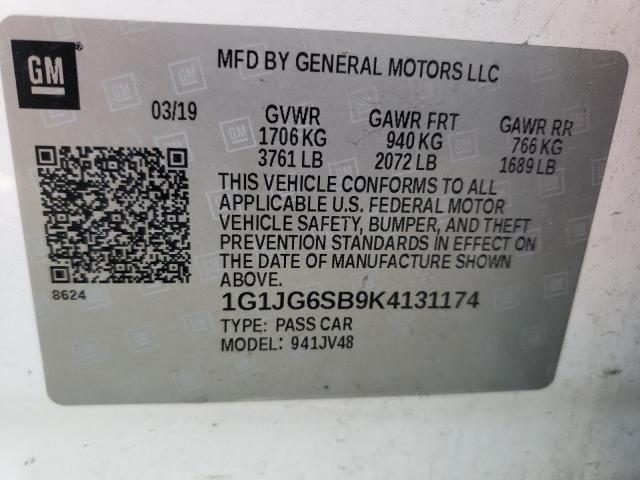 GM
MFD BY GENERAL MOTORS LLC
03/19
GVWR
1706 KG
3761 LB
GAWR FRT
940 KG
2072 LB
GAWR RR
766 KG
1689 LB
THIS VEHICLE CONFORMS TO ALL
APPLICABLE U.S. FEDERAL MOTOR
VEHICLE SAFETY, BUMPER, AND THEFT
PREVENTION STANDARDS IN EFFECT ON
THE DATE OF MANUFACTURE SHOWN
ABOVE.
8624
1G1JG6SB9K4131174
TYPE: PASS CAR
MODEL: 941JV48